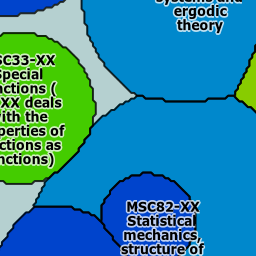 systems and
ergodic
theory
SC33-XX
Special
nctions (
XX deals
with the
perties of
ctions as
nctions)
MSC82-XX
Statistical
mechanics,
structure of